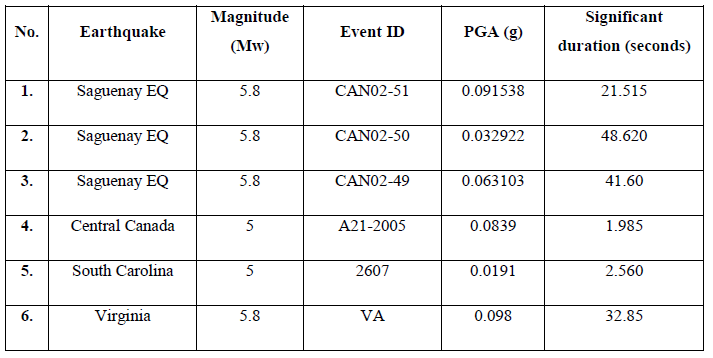 No. Earthquake Magnitude (Mw) Event ID PGA (g) Significant duration (seconds)
1. Saguenay EQ 5.8 CAN02-51 0.091538 21.515
2. Saguenay EQ 5.8 CAN02-50 0.032922 48.620
3. Saguenay EQ 5.8 CAN02-49 0.063103 41.60
4. Central Canada 5 A21-2005 0.0839 1.985
5. South Carolina 5 2607 0.0191 2.560
6. Virginia 5.8 VA 0.098 32.85